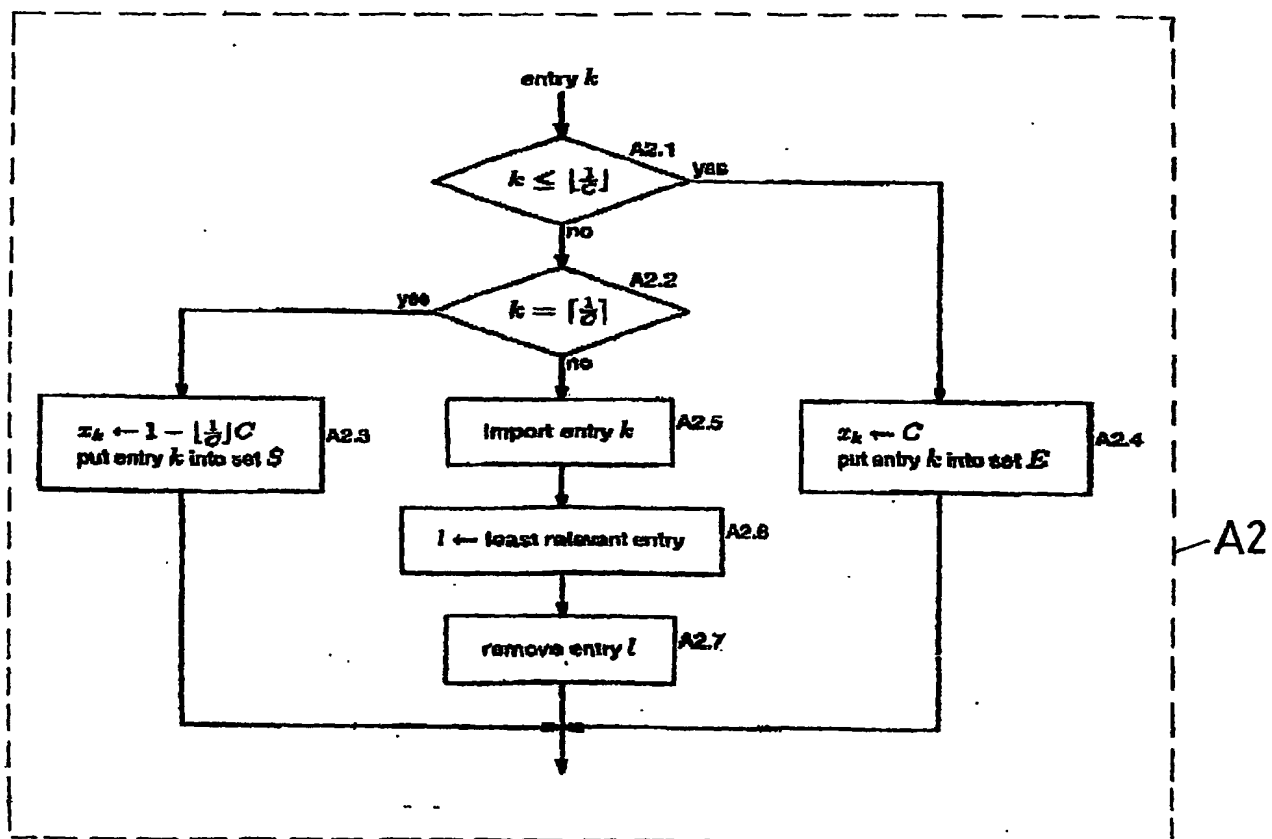 entry k
A2.1
k ≤ ⌊1/C⌋
yes
no
A2.2
k = ⌈1/C⌉
yes
no
x_k ← 1 − ⌊1/C⌋C
put entry k into set S
A2.3
import entry k
A2.5
x_k ← C
put entry k into set E
A2.4
l ← least relevant entry
A2.6
A2
remove entry l
A2.7